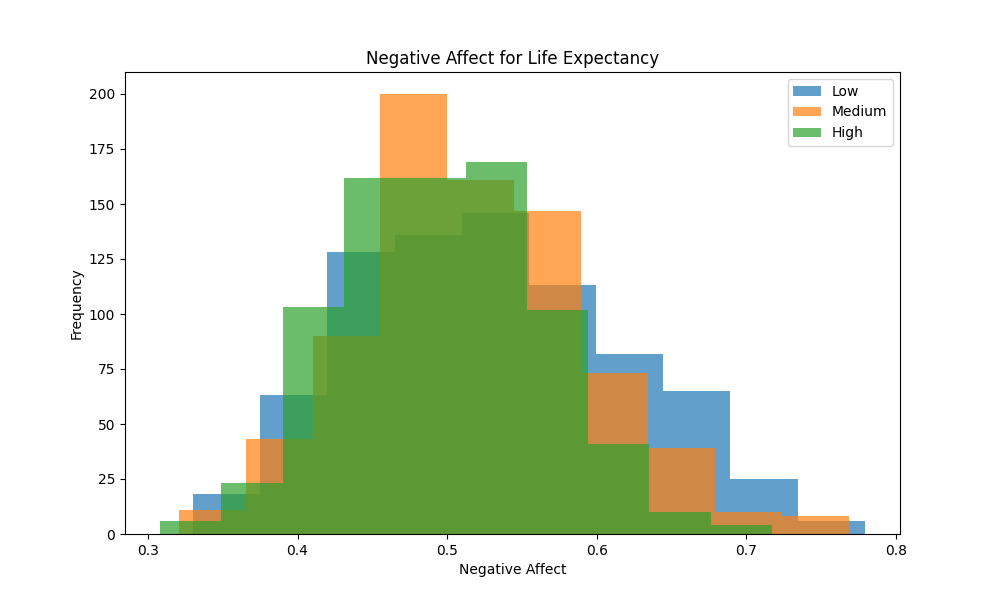 Negative Affect for Life Expectancy
Low
Medium
High
200
175
150
125
100
75
50
25
0
Frequency
0.3 0.4 0.5 0.6 0.7 0.8
Negative Affect